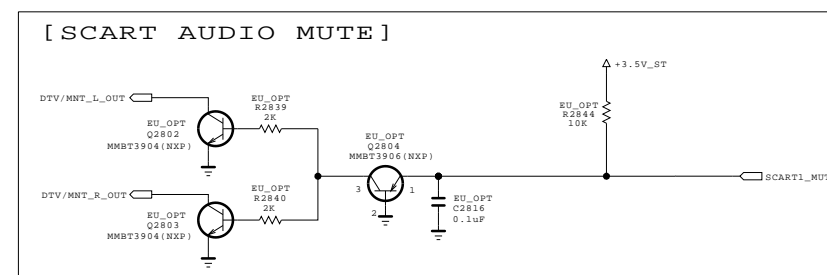 [SCART AUDIO MUTE]
+3.5V_ST
DTV/MNT_L_OUT
EU_OPT
R2839
2K
EU_OPT
Q2802
MMBT3904(NXP)
EU_OPT
R2844
10K
EU_OPT
Q2804
MMBT3906(NXP)
3
1
2
SCART1_MUT
DTV/MNT_R_OUT
EU_OPT
R2840
2K
EU_OPT
C2816
0.1uF
EU_OPT
Q2803
MMBT3904(NXP)